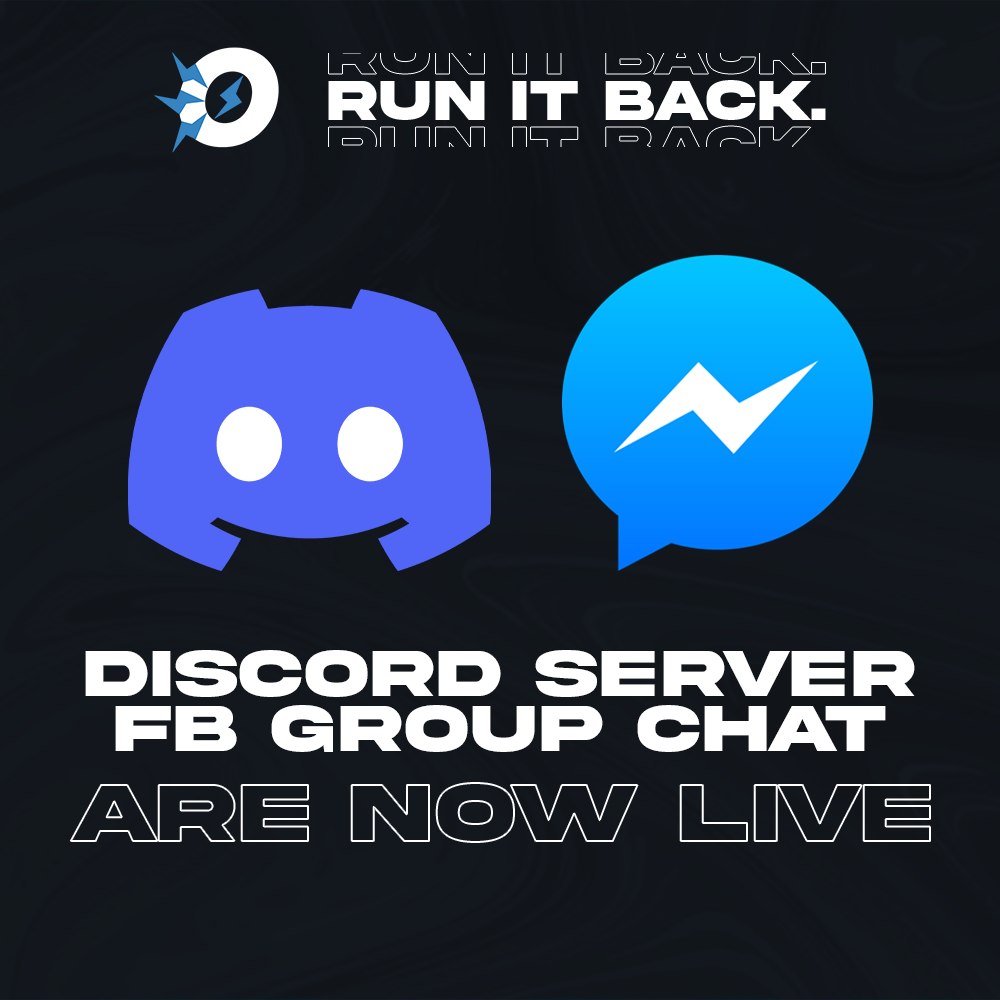 RUN IT BACK.
RUN IT BACK.
RUN IT BACK
DISCORD SERVER
FB GROUP CHAT
ARE NOW LIVE